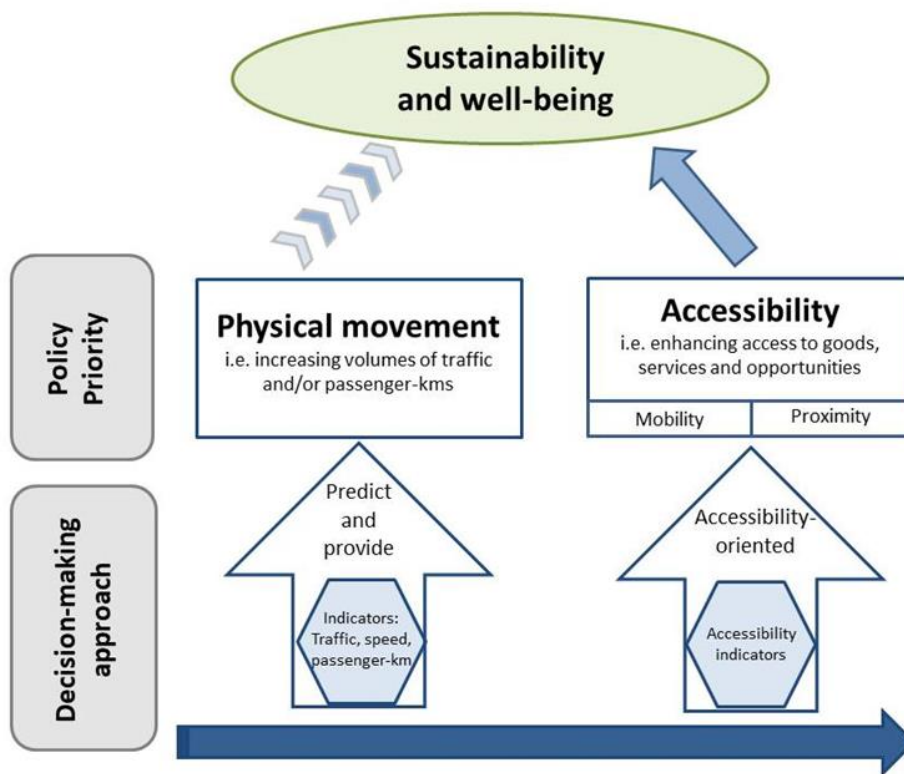 Sustainability
and well-being
Policy
Priority
Physical movement
i.e. increasing volumes of traffic
and/or passenger-kms
Accessibility
i.e. enhancing access to goods,
services and opportunities
Mobility
Proximity
Decision-making
approach
Predict
and
provide
Indicators:
Traffic, speed,
passenger-km
Accessibility-
oriented
Accessibility
indicators